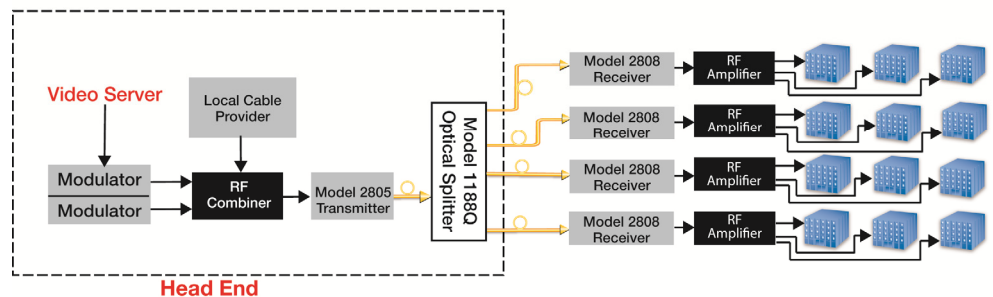 Video Server
Local Cable
Provider
Modulator
Modulator
RF
Combiner
Model 2805
Transmitter
Model 1188Q
Optical Splitter
Model 2808
Receiver
RF
Amplifier
Model 2808
Receiver
RF
Amplifier
Model 2808
Receiver
RF
Amplifier
Model 2808
Receiver
RF
Amplifier
Head End